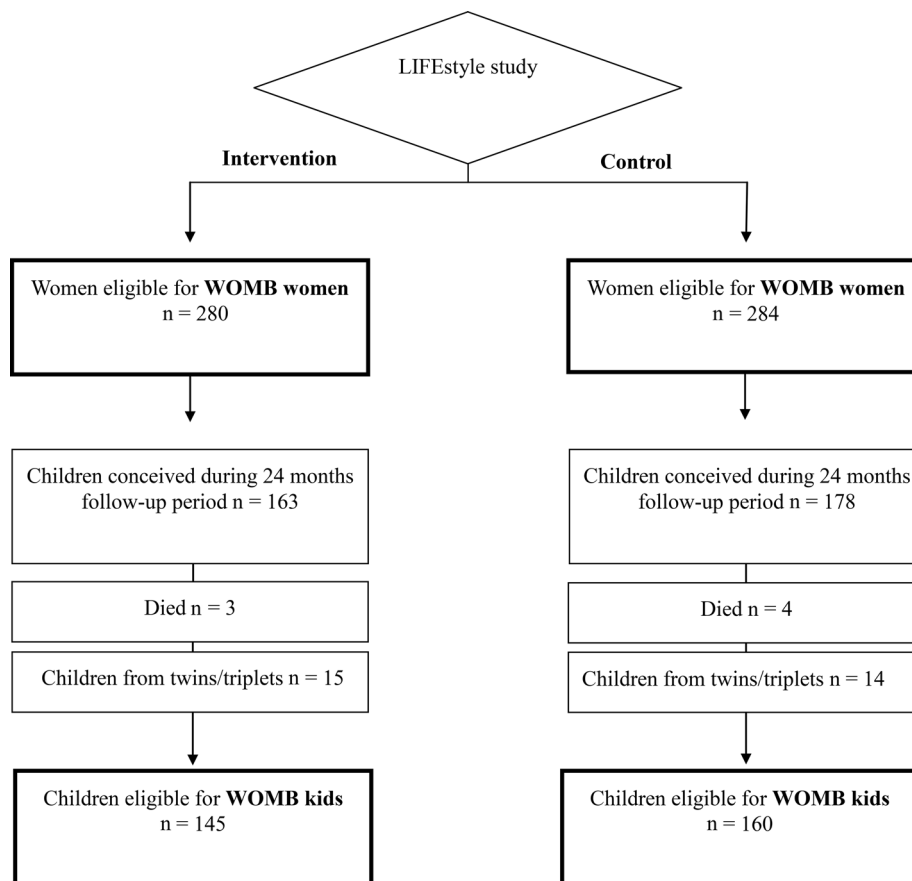 LIFEstyle study
Intervention
Control
Women eligible for WOMB women
n = 280
Women eligible for WOMB women
n = 284
Children conceived during 24 months
follow-up period n = 163
Children conceived during 24 months
follow-up period n = 178
Died n = 3
Died n = 4
Children from twins/triplets n = 15
Children from twins/triplets n = 14
Children eligible for WOMB kids
n = 145
Children eligible for WOMB kids
n = 160